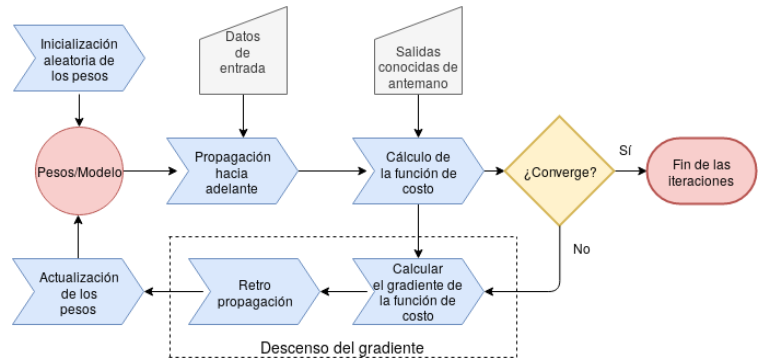 Inicialización
aleatoria de
los pesos
Datos
de
entrada
Salidas
conocidas de
antemano
Pesos/Modelo
Propagación
hacia
adelante
Cálculo de
la función de
costo
¿Converge?
Sí
Fin de las
iteraciones
No
Actualización
de los
pesos
Retro
propagación
Calcular
el gradiente de
la función de
costo
Descenso del gradiente